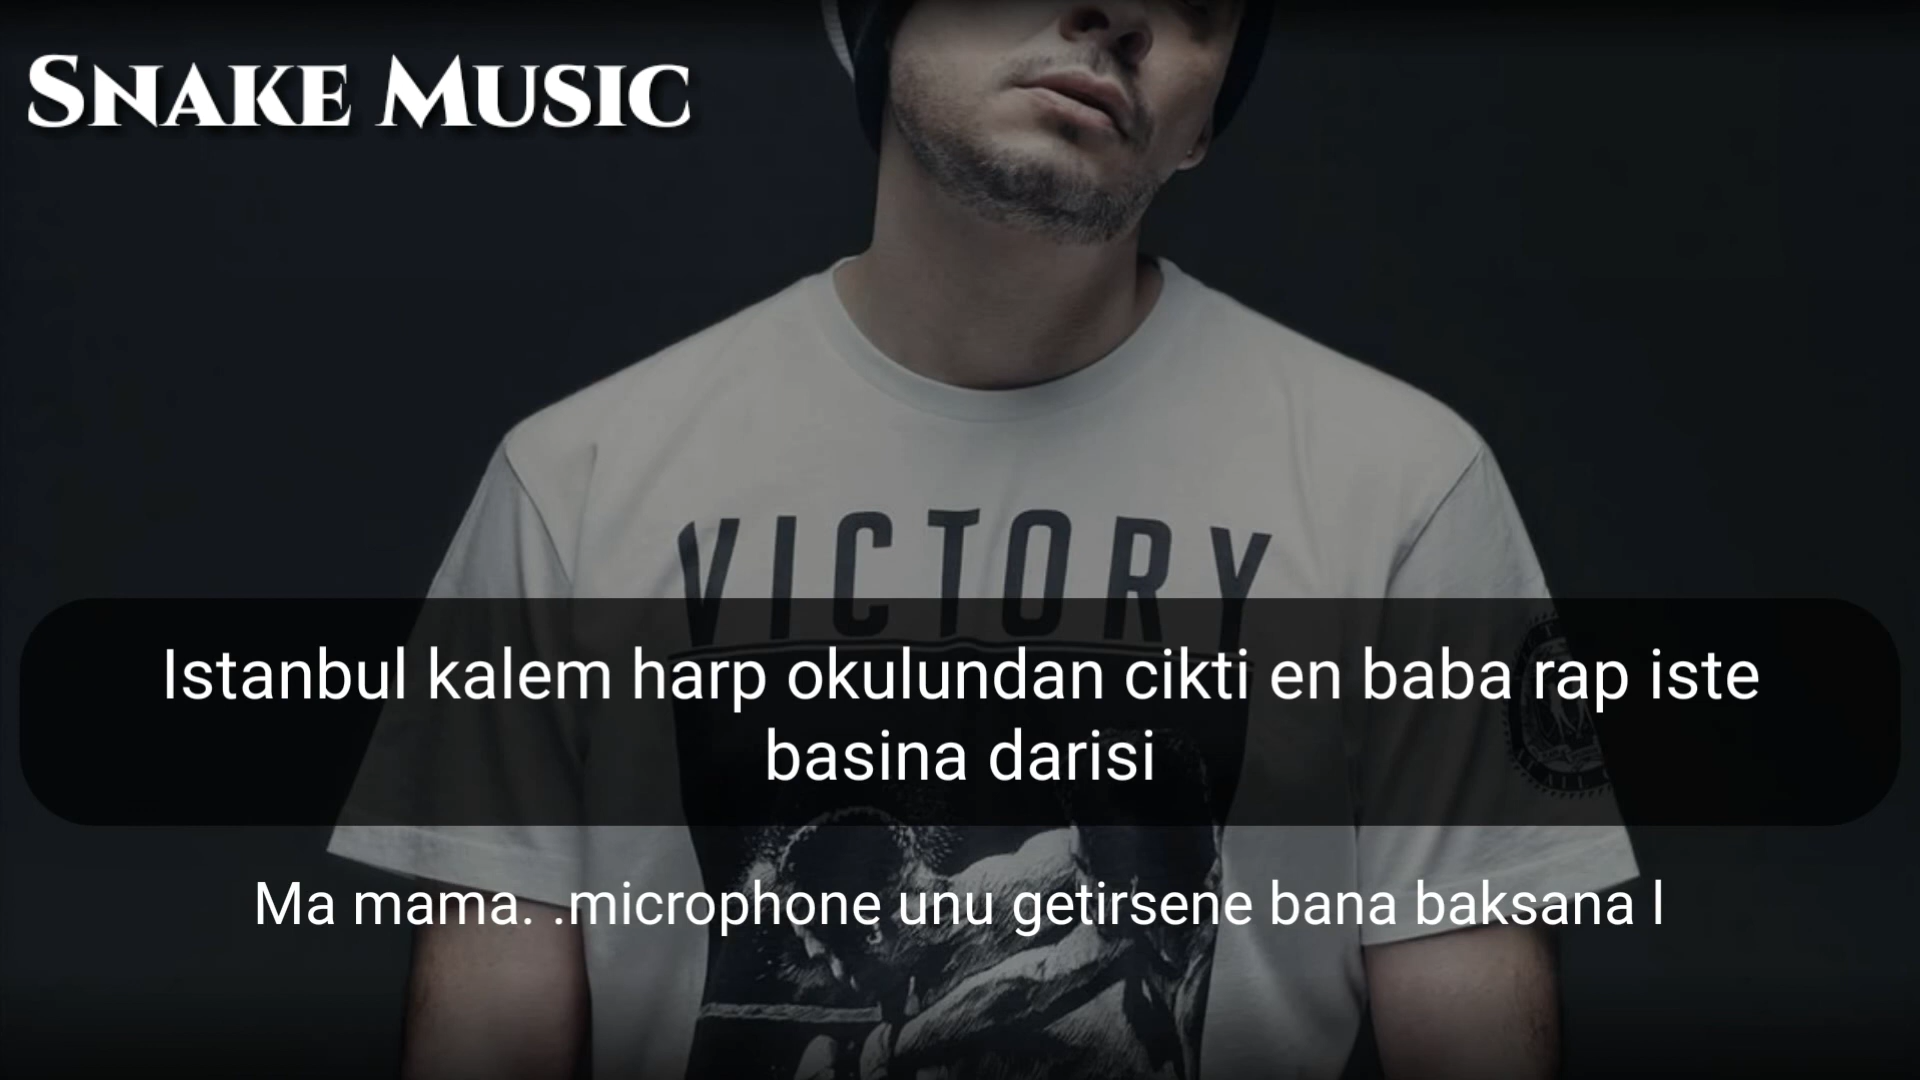 SNAKE MUSIC
VICTORY
Istanbul kalem harp okulundan cikti en baba rap iste
basina darisi
Ma mama. .microphone unu getirsene bana baksana l